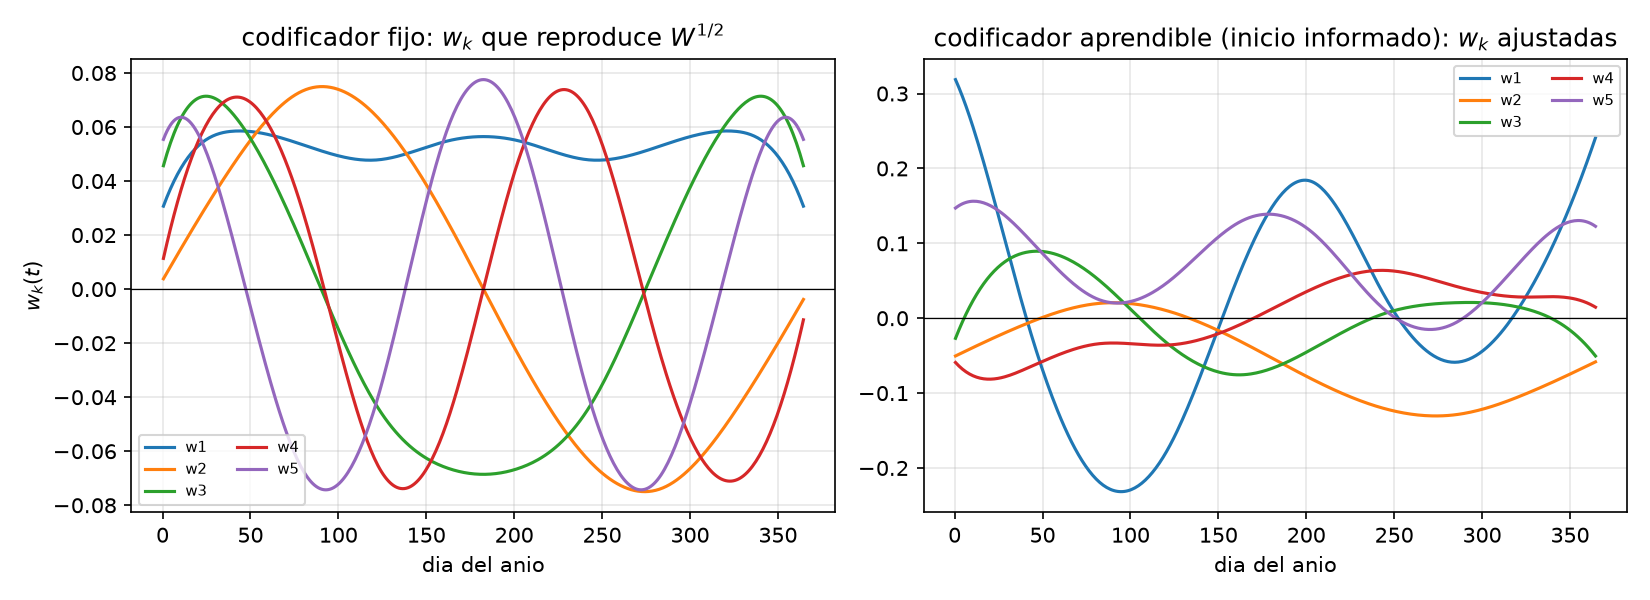 codificador fijo: $w_k$ que reproduce $W^{1/2}$
$w_k(t)$
0.08
0.06
0.04
0.02
0.00
−0.02
−0.04
−0.06
−0.08
w1 w4
w2 w5
w3
0 50 100 150 200 250 300 350
dia del anio
codificador aprendible (inicio informado): $w_k$ ajustadas
0.3
0.2
0.1
0.0
−0.1
−0.2
w1 w4
w2 w5
w3
0 50 100 150 200 250 300 350
dia del anio